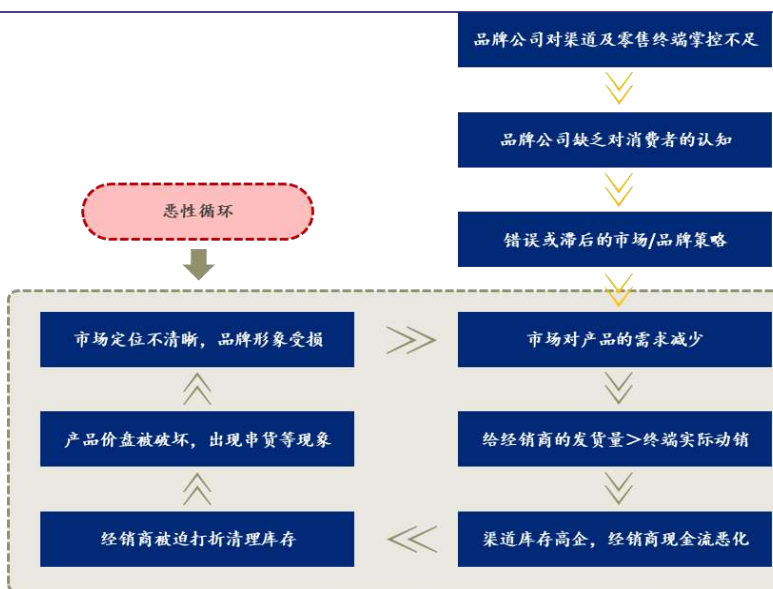 品牌公司对渠道及零售终端掌控不足
品牌公司缺乏对消费者的认知
恶性循环
错误或滞后的市场/品牌策略
市场定位不清晰，品牌形象受损
市场对产品的需求减少
产品价盘被破坏，出现串货等现象
给经销商的发货量＞终端实际动销
经销商被迫打折清理库存
渠道库存高企，经销商现金流恶化